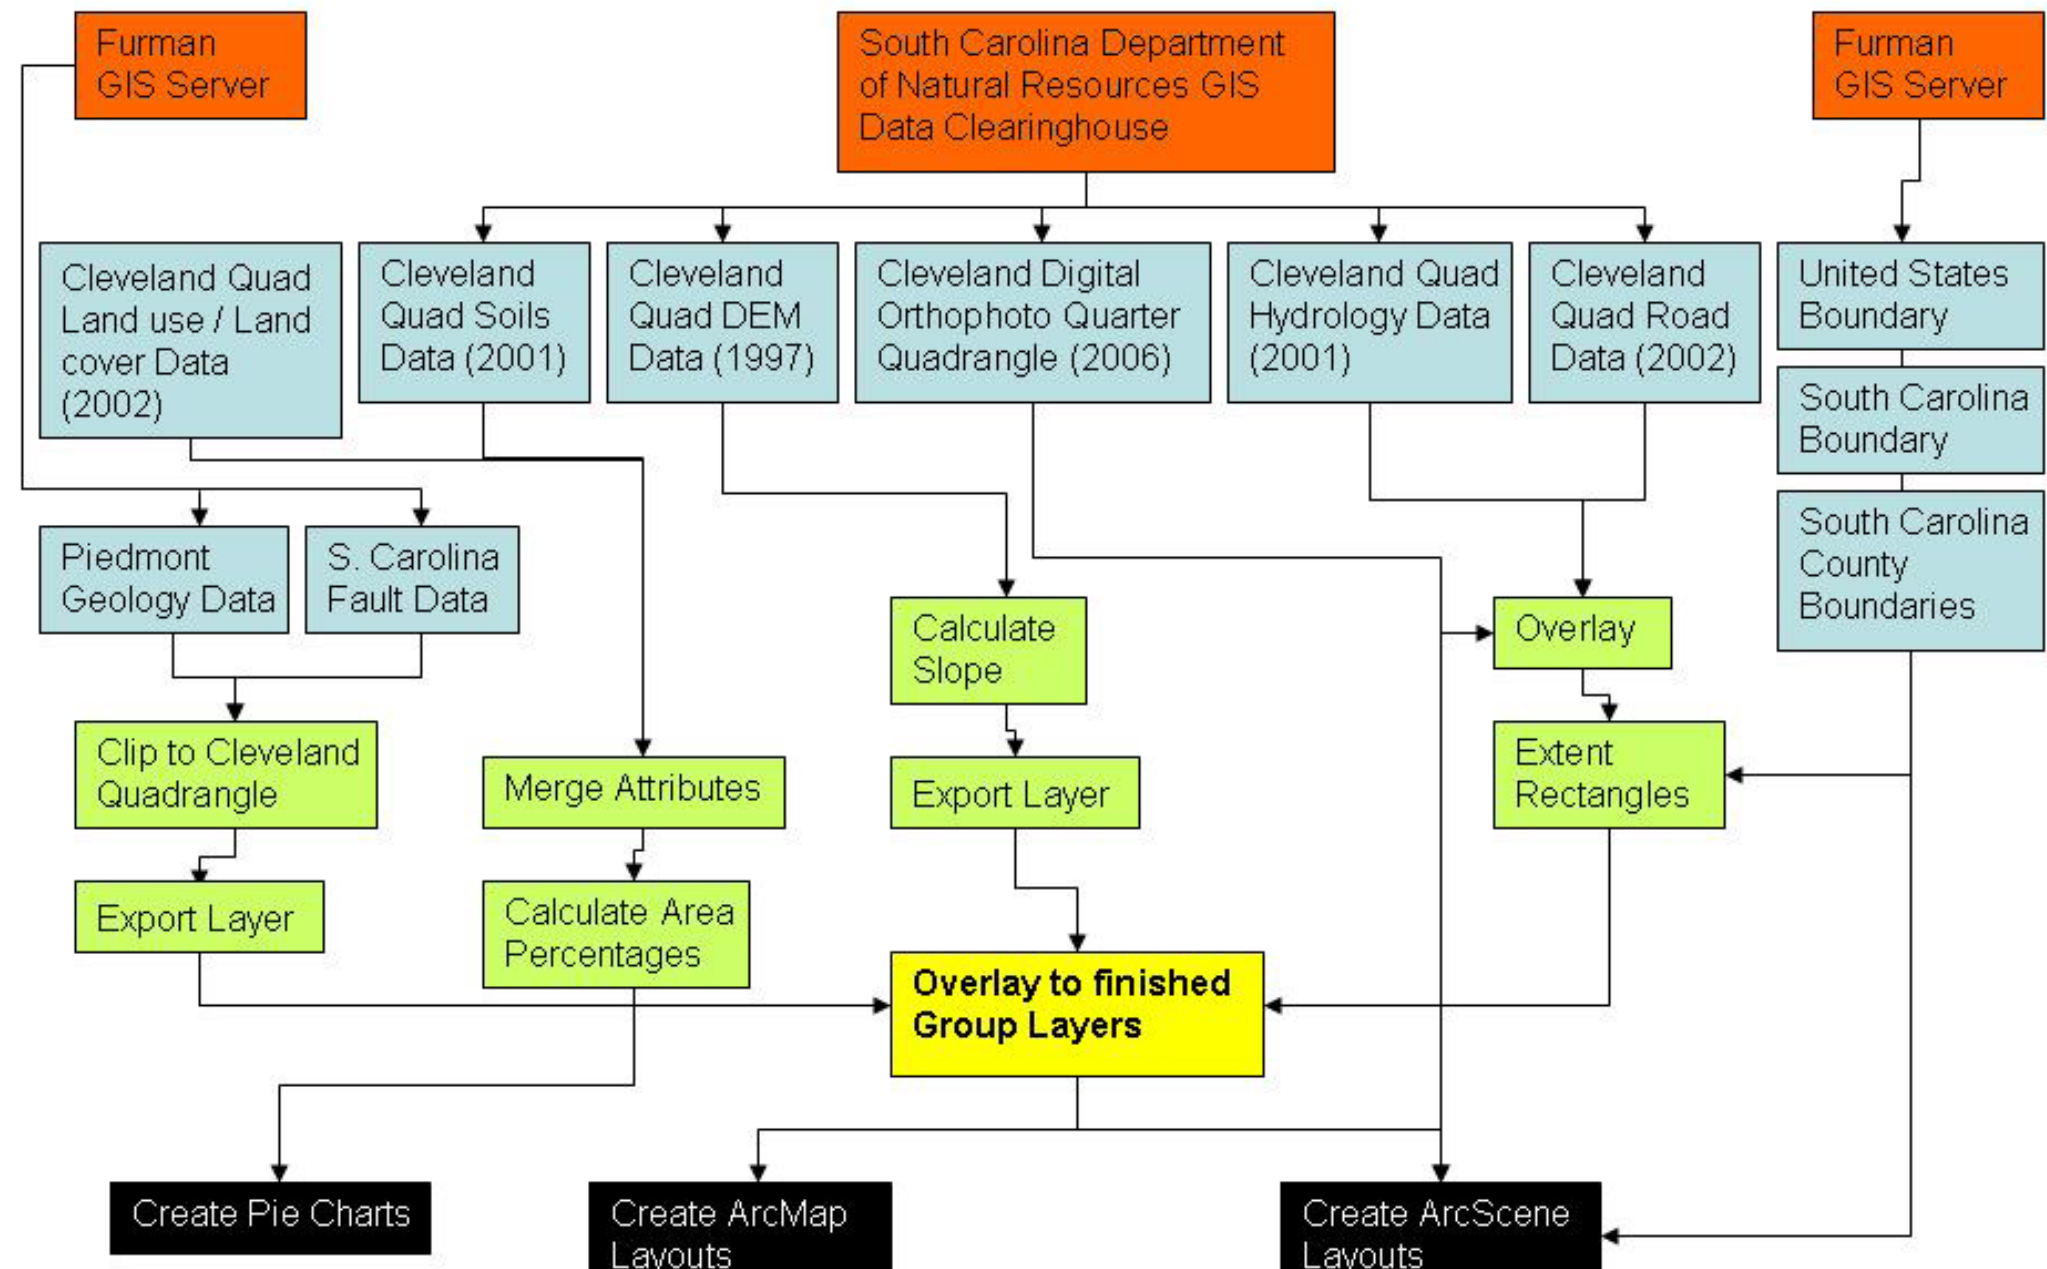 Furman
GIS Server
South Carolina Department
of Natural Resources GIS
Data Clearinghouse
Furman
GIS Server
Cleveland Quad
Land use / Land
cover Data
(2002)
Cleveland
Quad Soils
Data (2001)
Cleveland
Quad DEM
Data (1997)
Cleveland Digital
Orthophoto Quarter
Quadrangle (2006)
Cleveland Quad
Hydrology Data
(2001)
Cleveland
Quad Road
Data (2002)
United States
Boundary
South Carolina
Boundary
South Carolina
County
Boundaries
Piedmont
Geology Data
S. Carolina
Fault Data
Calculate
Slope
Overlay
Clip to Cleveland
Quadrangle
Merge Attributes
Export Layer
Extent
Rectangles
Export Layer
Calculate Area
Percentages
Overlay to finished
Group Layers
Create Pie Charts
Create ArcMap
Layouts
Create ArcScene
Layouts